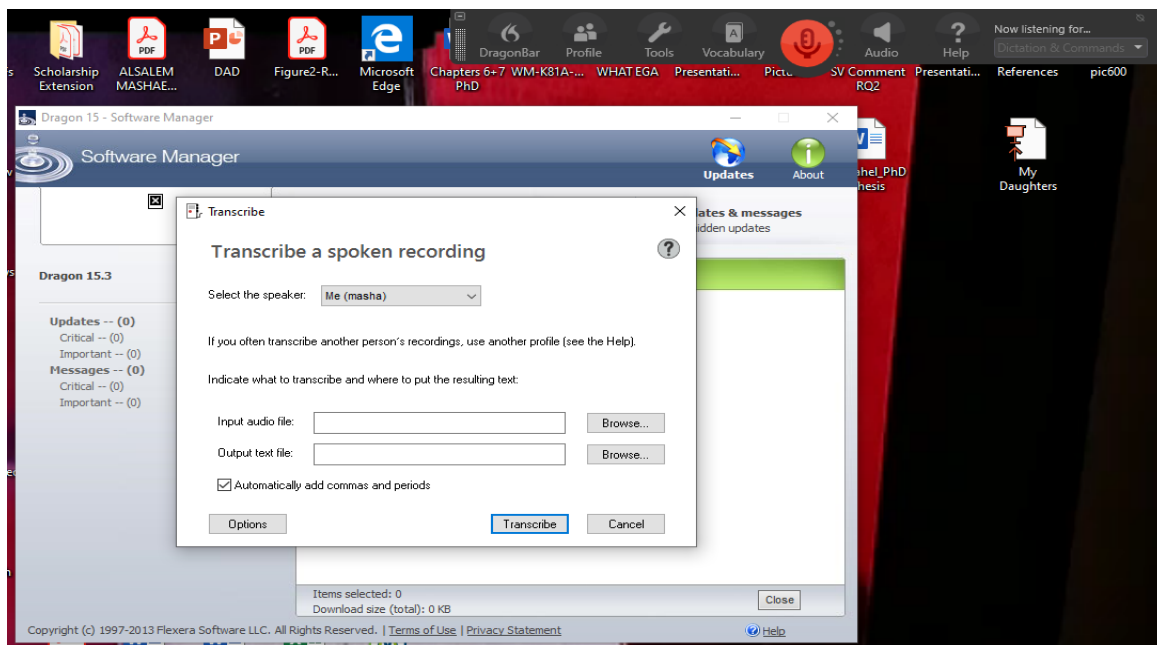 DragonBar
Profile
Tools
Vocabulary
Audio
Help
Now listening for...
Dictation & Commands
Scholarship
Extension
PDF
ALSALEM
MASHAE...
DAD
PDF
Figure2-R...
Microsoft
Edge
Chapters 6+7
PhD
WM-K81A-...
WHAT EGA
Presentati...
SV Comment
RQ2
Presentati...
References
pic600
My
Daughters
Dragon 15 - Software Manager
Software Manager
Updates
About
Dragon 15.3
Updates -- (0)
Critical -- (0)
Important -- (0)
Messages -- (0)
Critical -- (0)
Important -- (0)
Transcribe
Transcribe a spoken recording
Select the speaker:
Me (masha)
If you often transcribe another person's recordings, use another profile (see the Help).
Indicate what to transcribe and where to put the resulting text:
Input audio file:
Browse...
Output text file:
Browse...
Automatically add commas and periods
Options
Transcribe
Cancel
& messages
updates
Items selected: 0
Download size (total): 0 KB
Close
Copyright (c) 1997-2013 Flexera Software LLC. All Rights Reserved. | Terms of Use | Privacy Statement
Help